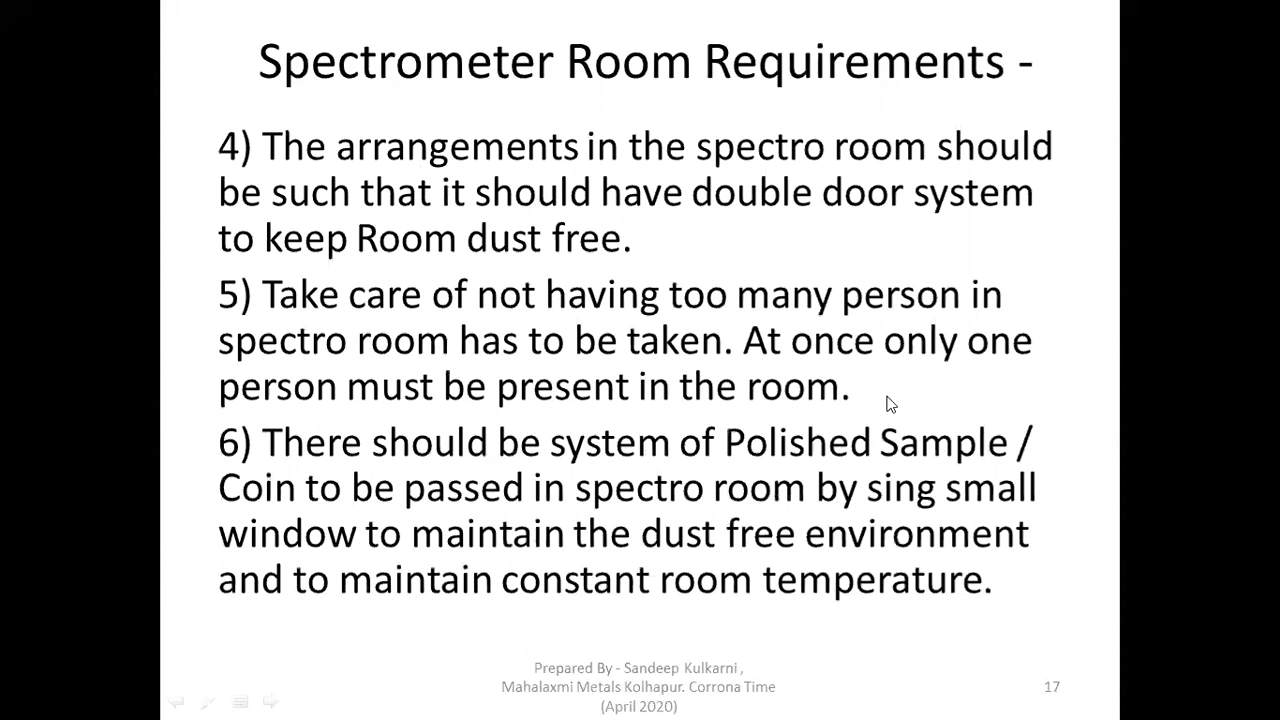 Spectrometer Room Requirements -
4) The arrangements in the spectro room should
be such that it should have double door system
to keep Room dust free.
5) Take care of not having too many person in
spectro room has to be taken. At once only one
person must be present in the room.
6) There should be system of Polished Sample /
Coin to be passed in spectro room by sing small
window to maintain the dust free environment
and to maintain constant room temperature.
Prepared By - Sandeep Kulkarni ,
Mahalaxmi Metals Kolhapur. Corrona Time
(April 2020)
17